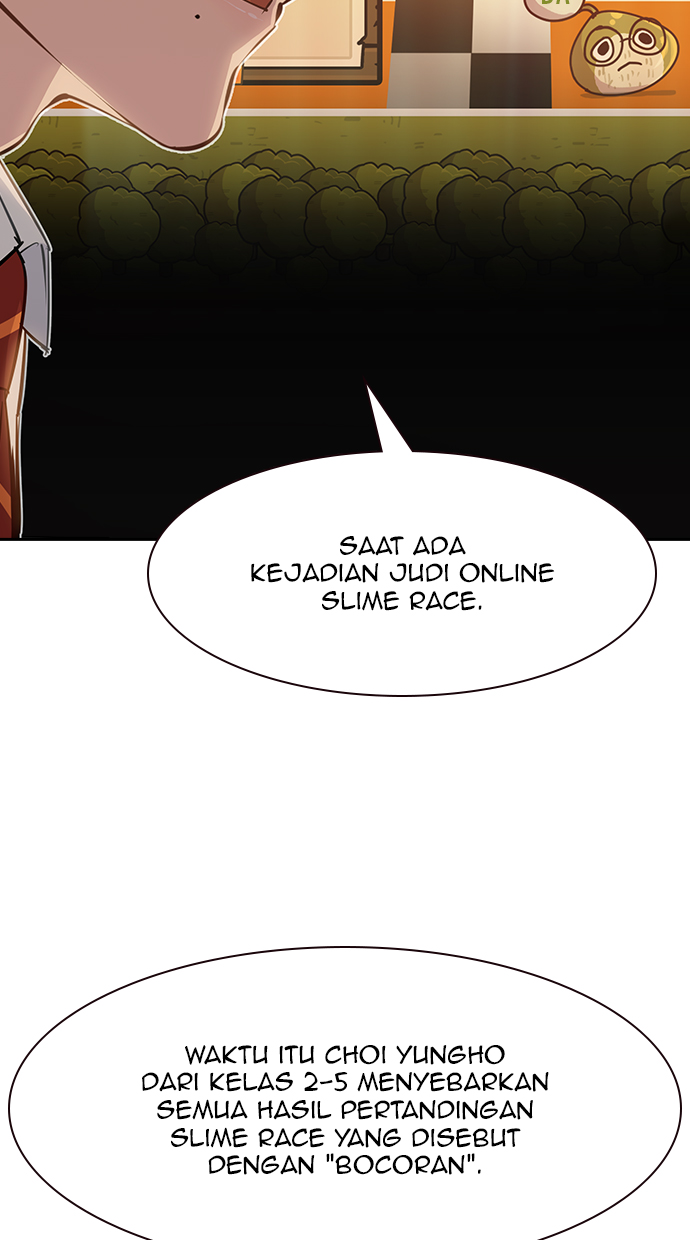 SAAT ADA
KEJADIAN JUDI ONLINE
SLIME RACE.
WAKTU ITU CHOI YUNGHO
DARI KELAS 2-5 MENYEBARKAN
SEMUA HASIL PERTANDINGAN
SLIME RACE YANG DISEBUT
DENGAN "BOCORAN".